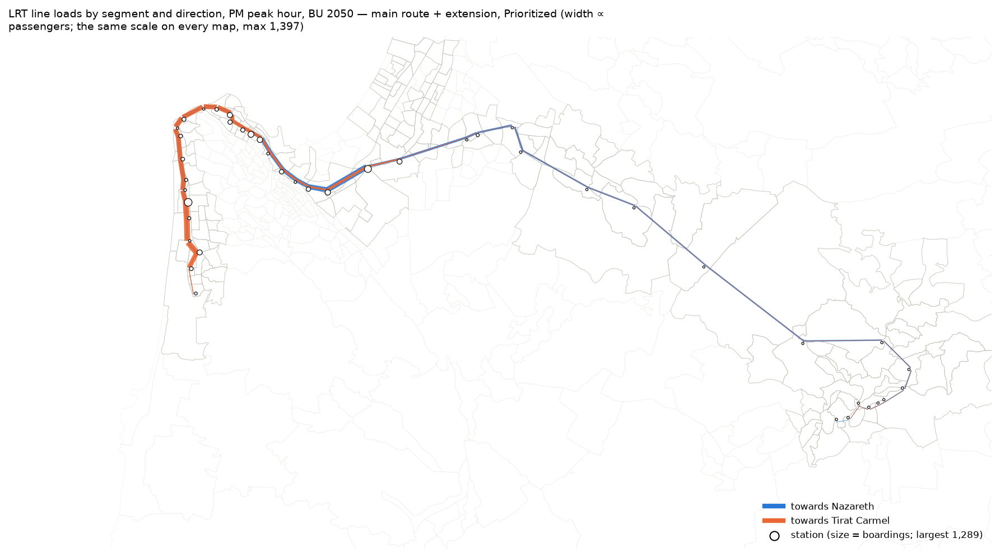 LRT line loads by segment and direction, PM peak hour, BU 2050 — main route + extension, Prioritized (width ∝
passengers; the same scale on every map, max 1,397)
towards Nazareth
towards Tirat Carmel
station (size = boardings; largest 1,289)